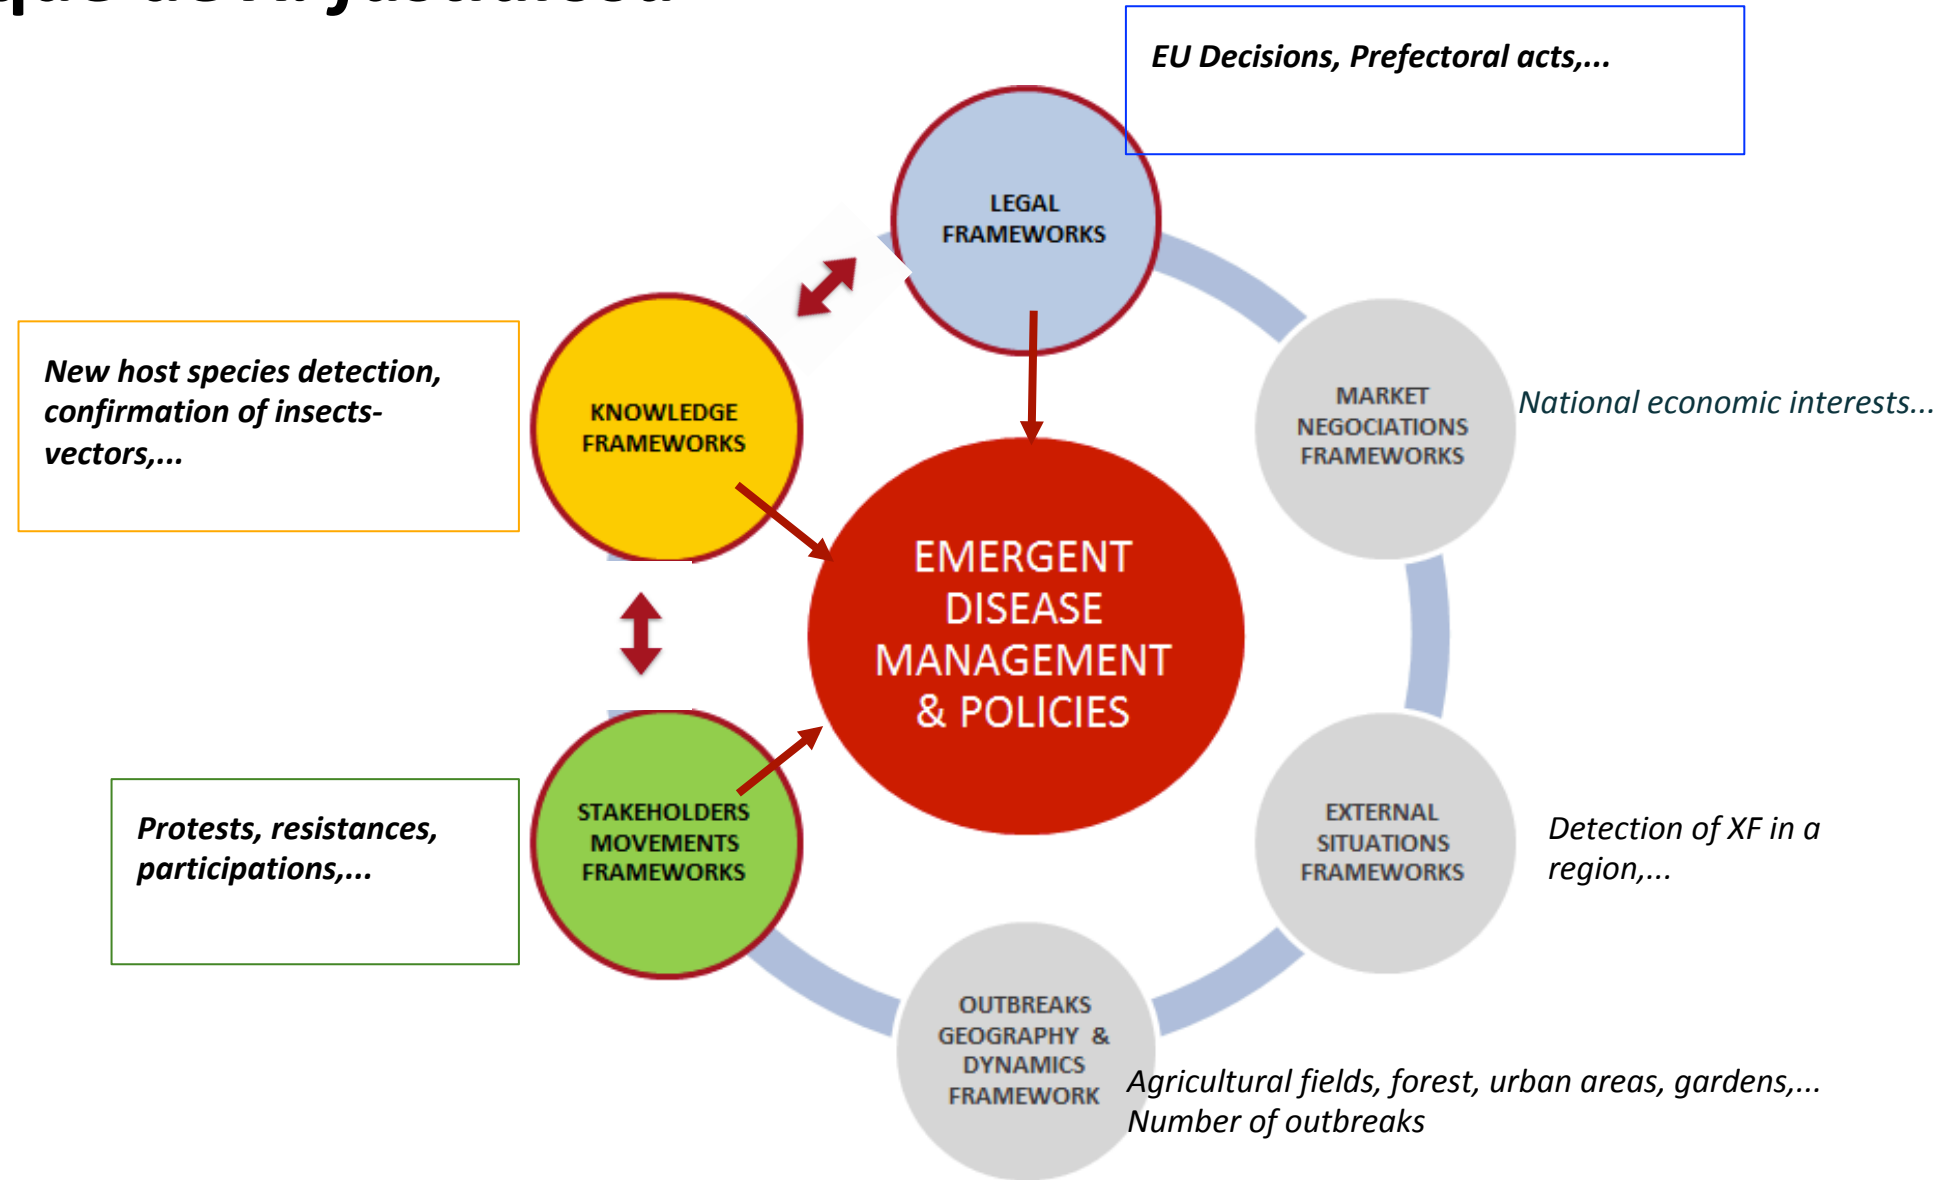 EU Decisions, Prefectoral acts,...
LEGAL
FRAMEWORKS
New host species detection,
confirmation of insects-
vectors,...
KNOWLEDGE
FRAMEWORKS
MARKET
NEGOCIATIONS
FRAMEWORKS
National economic interests...
EMERGENT
DISEASE
MANAGEMENT
& POLICIES
Protests, resistances,
participations,...
STAKEHOLDERS
MOVEMENTS
FRAMEWORKS
EXTERNAL
SITUATIONS
FRAMEWORKS
Detection of XF in a
region,...
OUTBREAKS
GEOGRAPHY &
DYNAMICS
FRAMEWORK
Agricultural fields, forest, urban areas, gardens,...
Number of outbreaks